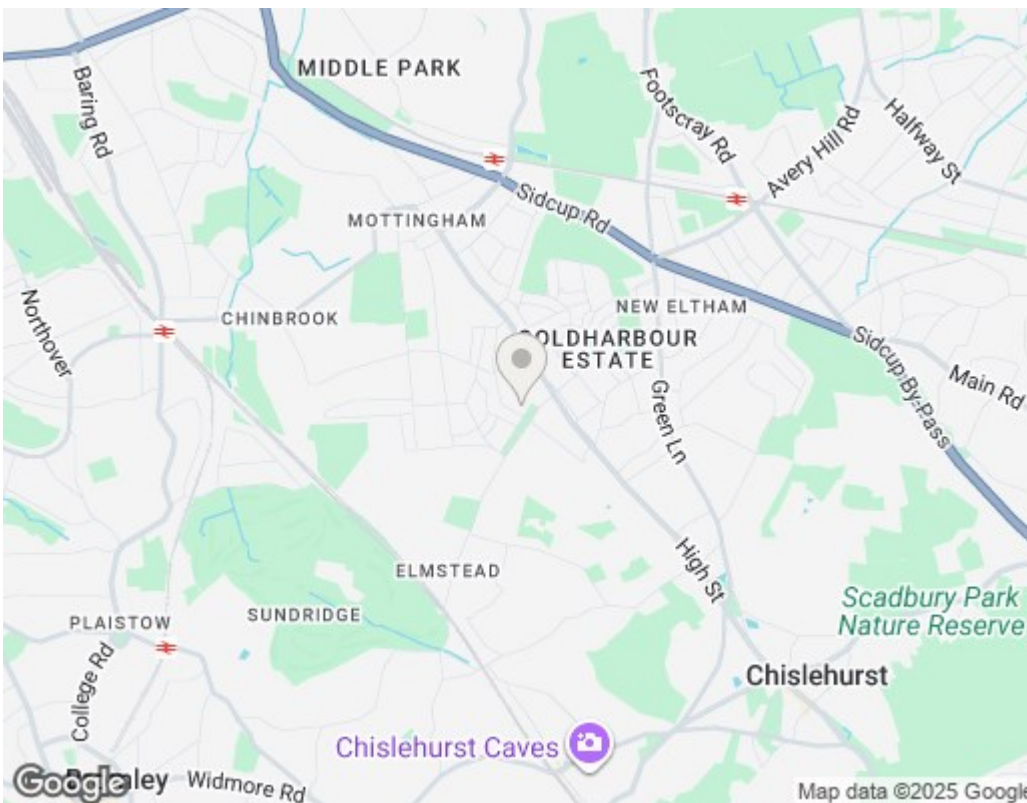 MIDDLE PARK
Baring Rd
Footscray Rd
Avery Hill Rd
Halfway St
Sidcup Rd
MOTTINGHAM
Northover
CHINBROOK
NEW ELTHAM
OLDHARBOUR
ESTATE
Sidcup By-Pass
Main Rd
Green Ln
ELMSTEAD
High St
SUNDRIDGE
PLAISTOW
Scadbury Park
Nature Reserve
College Rd
Chislehurst
Chislehurst Caves
Google
Widmore Rd
Map data ©2025 Google